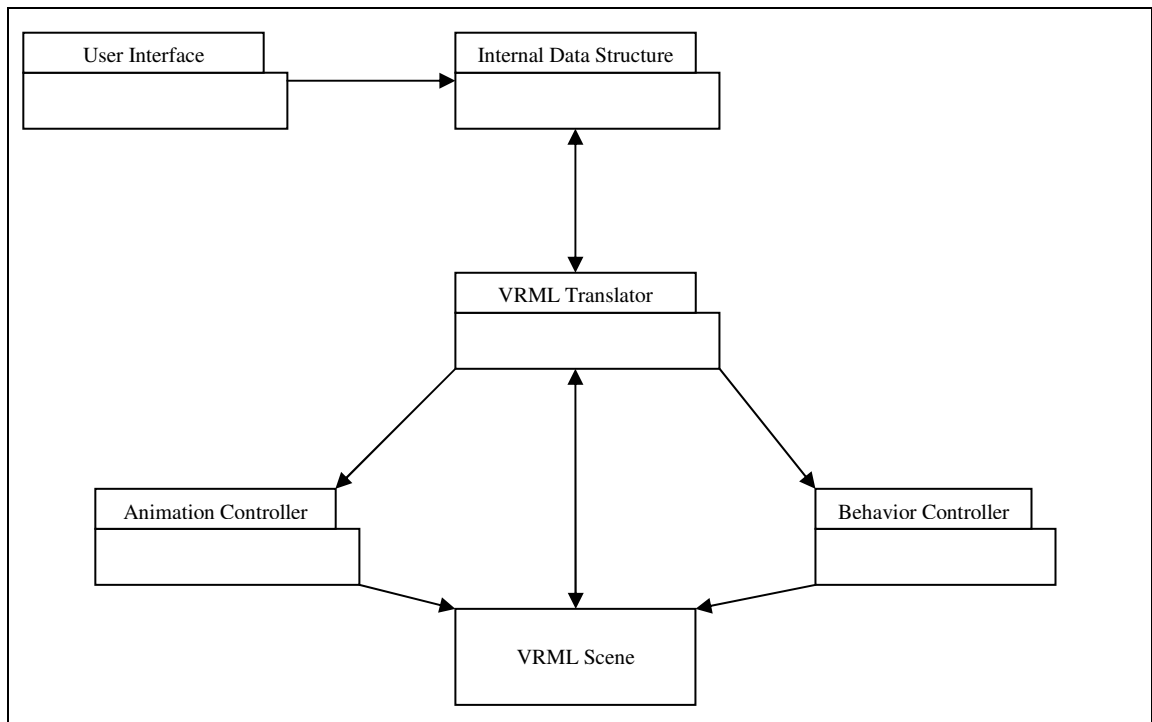 User Interface
Internal Data Structure
VRML Translator
Animation Controller
Behavior Controller
VRML Scene